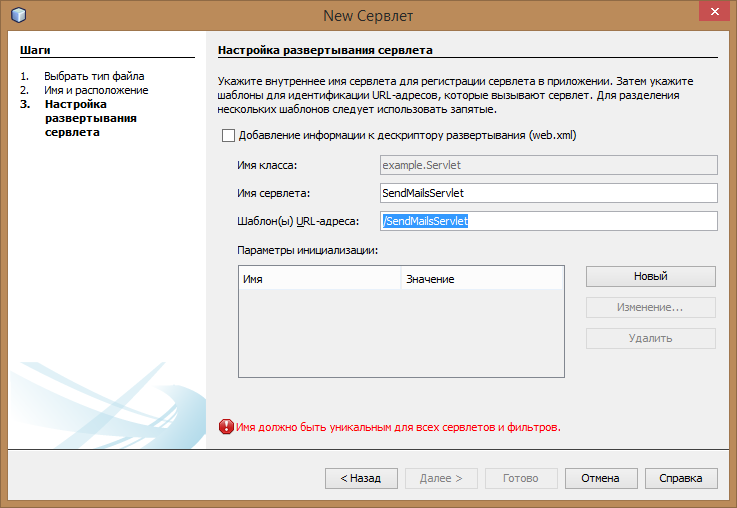 New Сервлет
Шаги
1. Выбрать тип файла
2. Имя и расположение
3. Настройка
развертывания
сервлета
Настройка развертывания сервлета
Укажите внутреннее имя сервлета для регистрации сервлета в приложении. Затем укажите
шаблоны для идентификации URL-адресов, которые вызывают сервлет. Для разделения
нескольких шаблонов следует использовать запятые.
Добавление информации к дескриптору развертывания (web.xml)
Имя класса: example.Servlet
Имя сервлета: SendMailsServlet
Шаблон(ы) URL-адреса: /SendMailsServlet
Параметры инициализации:
Имя Значение
Новый
Изменение...
Удалить
Имя должно быть уникальным для всех сервлетов и фильтров.
< Назад Далее > Готово Отмена Справка